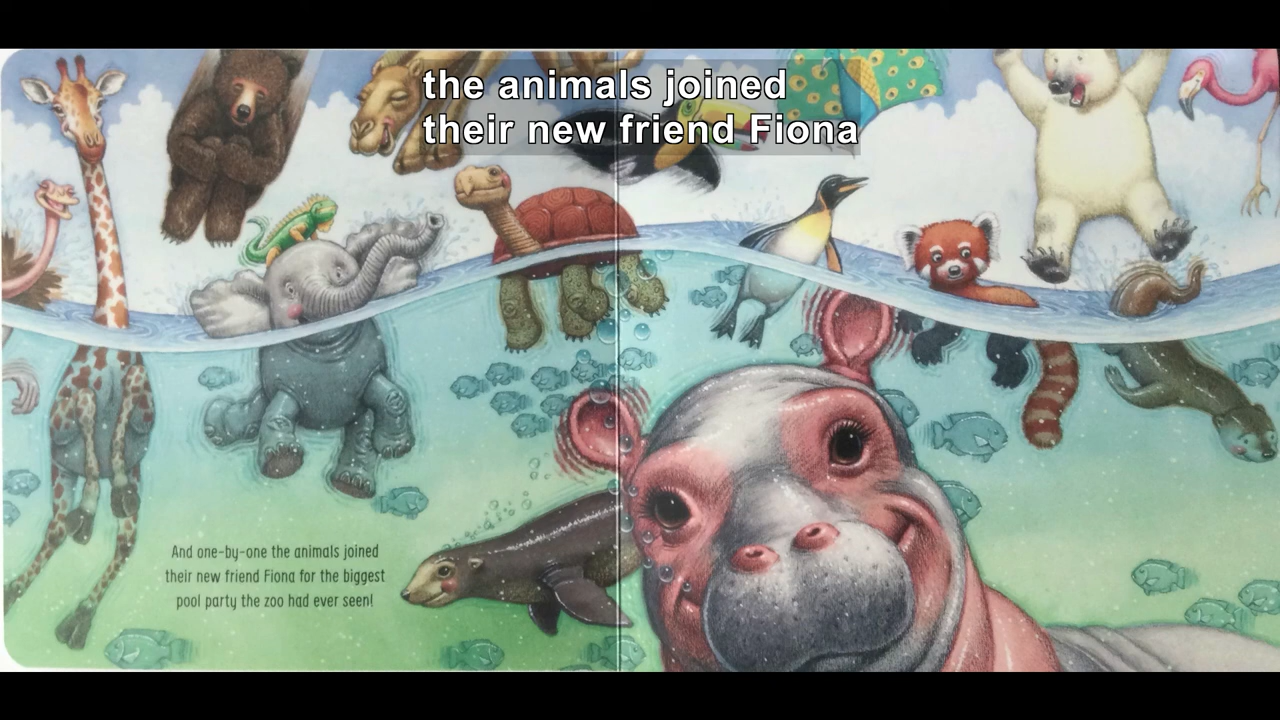 the animals joined
their new friend Fiona
And one-by-one the animals joined
their new friend Fiona for the biggest
pool party the zoo had ever seen!